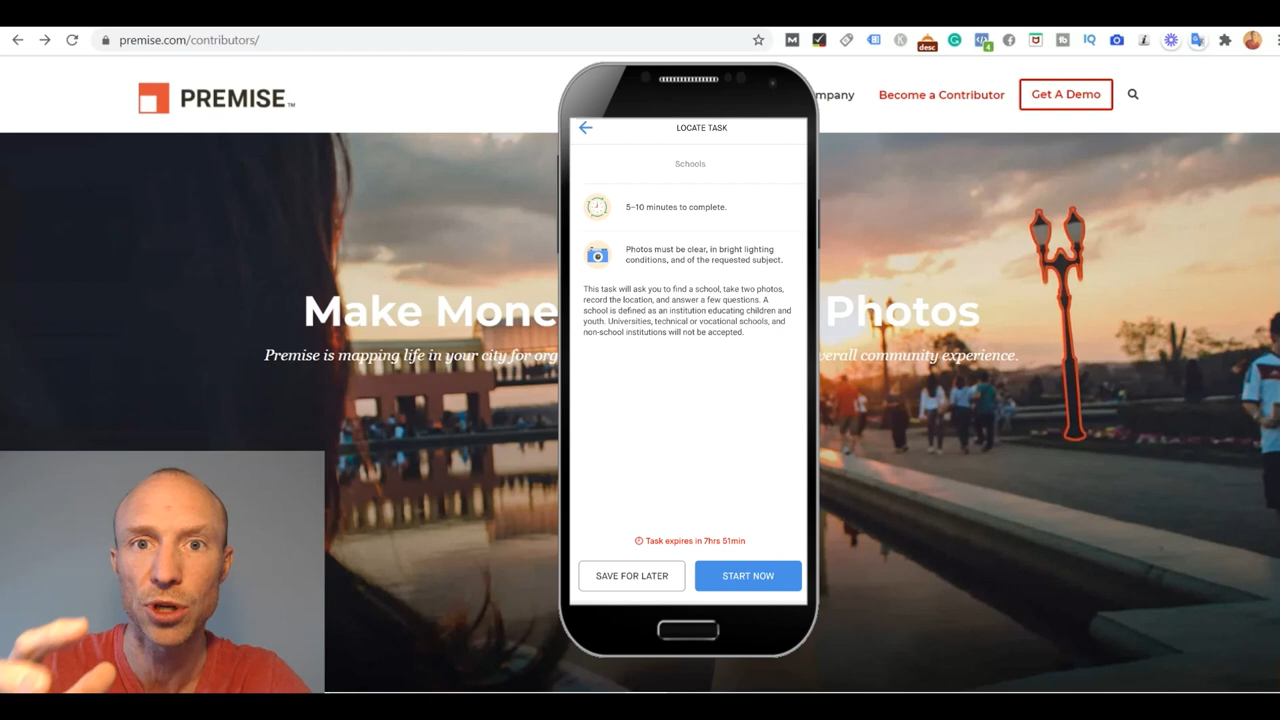 premise.com/contributors/
desc
IQ
4
PREMISE™
mpany
Become a Contributor
Get A Demo
LOCATE TASK
Schools
5–10 minutes to complete.
Photos must be clear, in bright lighting
conditions, and of the requested subject.
This task will ask you to find a school, take two photos,
record the location, and answer a few questions. A
school is defined as an institution educating children and
youth. Universities, technical or vocational schools, and
non-school institutions will not be accepted.
Make Mone
Photos
Premise is mapping life in your city for org
verall community experience.
Task expires in 7hrs 51min
SAVE FOR LATER
START NOW